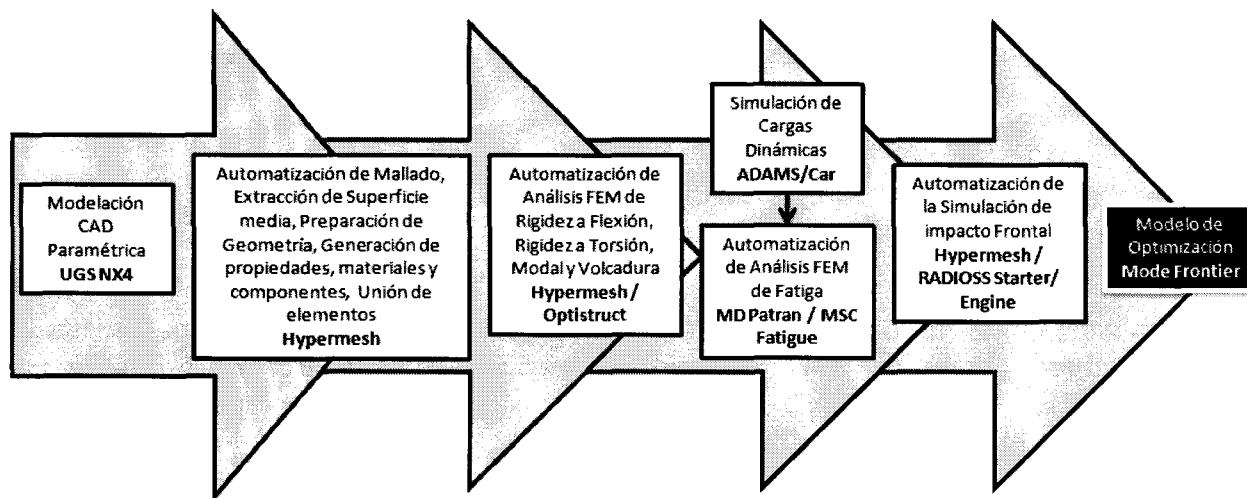 Modelación
CAD
Paramétrica
UGS NX4
Automatización de Mallado,
Extracción de Superficie
media, Preparación de
Geometría, Generación de
propiedades, materiales y
componentes, Unión de
elementos
Hypermesh
Automatización de
Análisis FEM de
Rigidez a Flexión,
Rigidez a Torsión,
Modal y Volcadura
Hypermesh /
Optistruct
Simulación de
Cargas
Dinámicas
ADAMS/Car
Automatización
de Análisis FEM
de Fatiga
MD Patran / MSC
Fatigue
Automatización de
la Simulación de
impacto Frontal
Hypermesh /
RADIOSS Starter/
Engine
Modelo de
Optimización
Mode Frontier